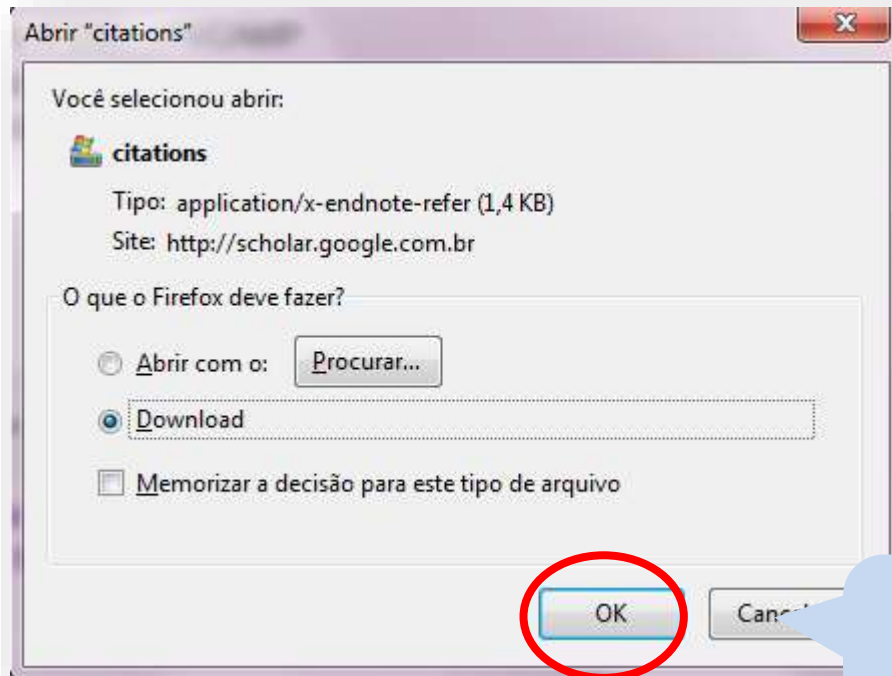 Abrir "citations"
Você selecionou abrir:
citations
Tipo: application/x-endnote-refer (1,4 KB)
Site: http://scholar.google.com.br
O que o Firefox deve fazer?
Abrir com o: Procurar...
Download
Memorizar a decisão para este tipo de arquivo
OK